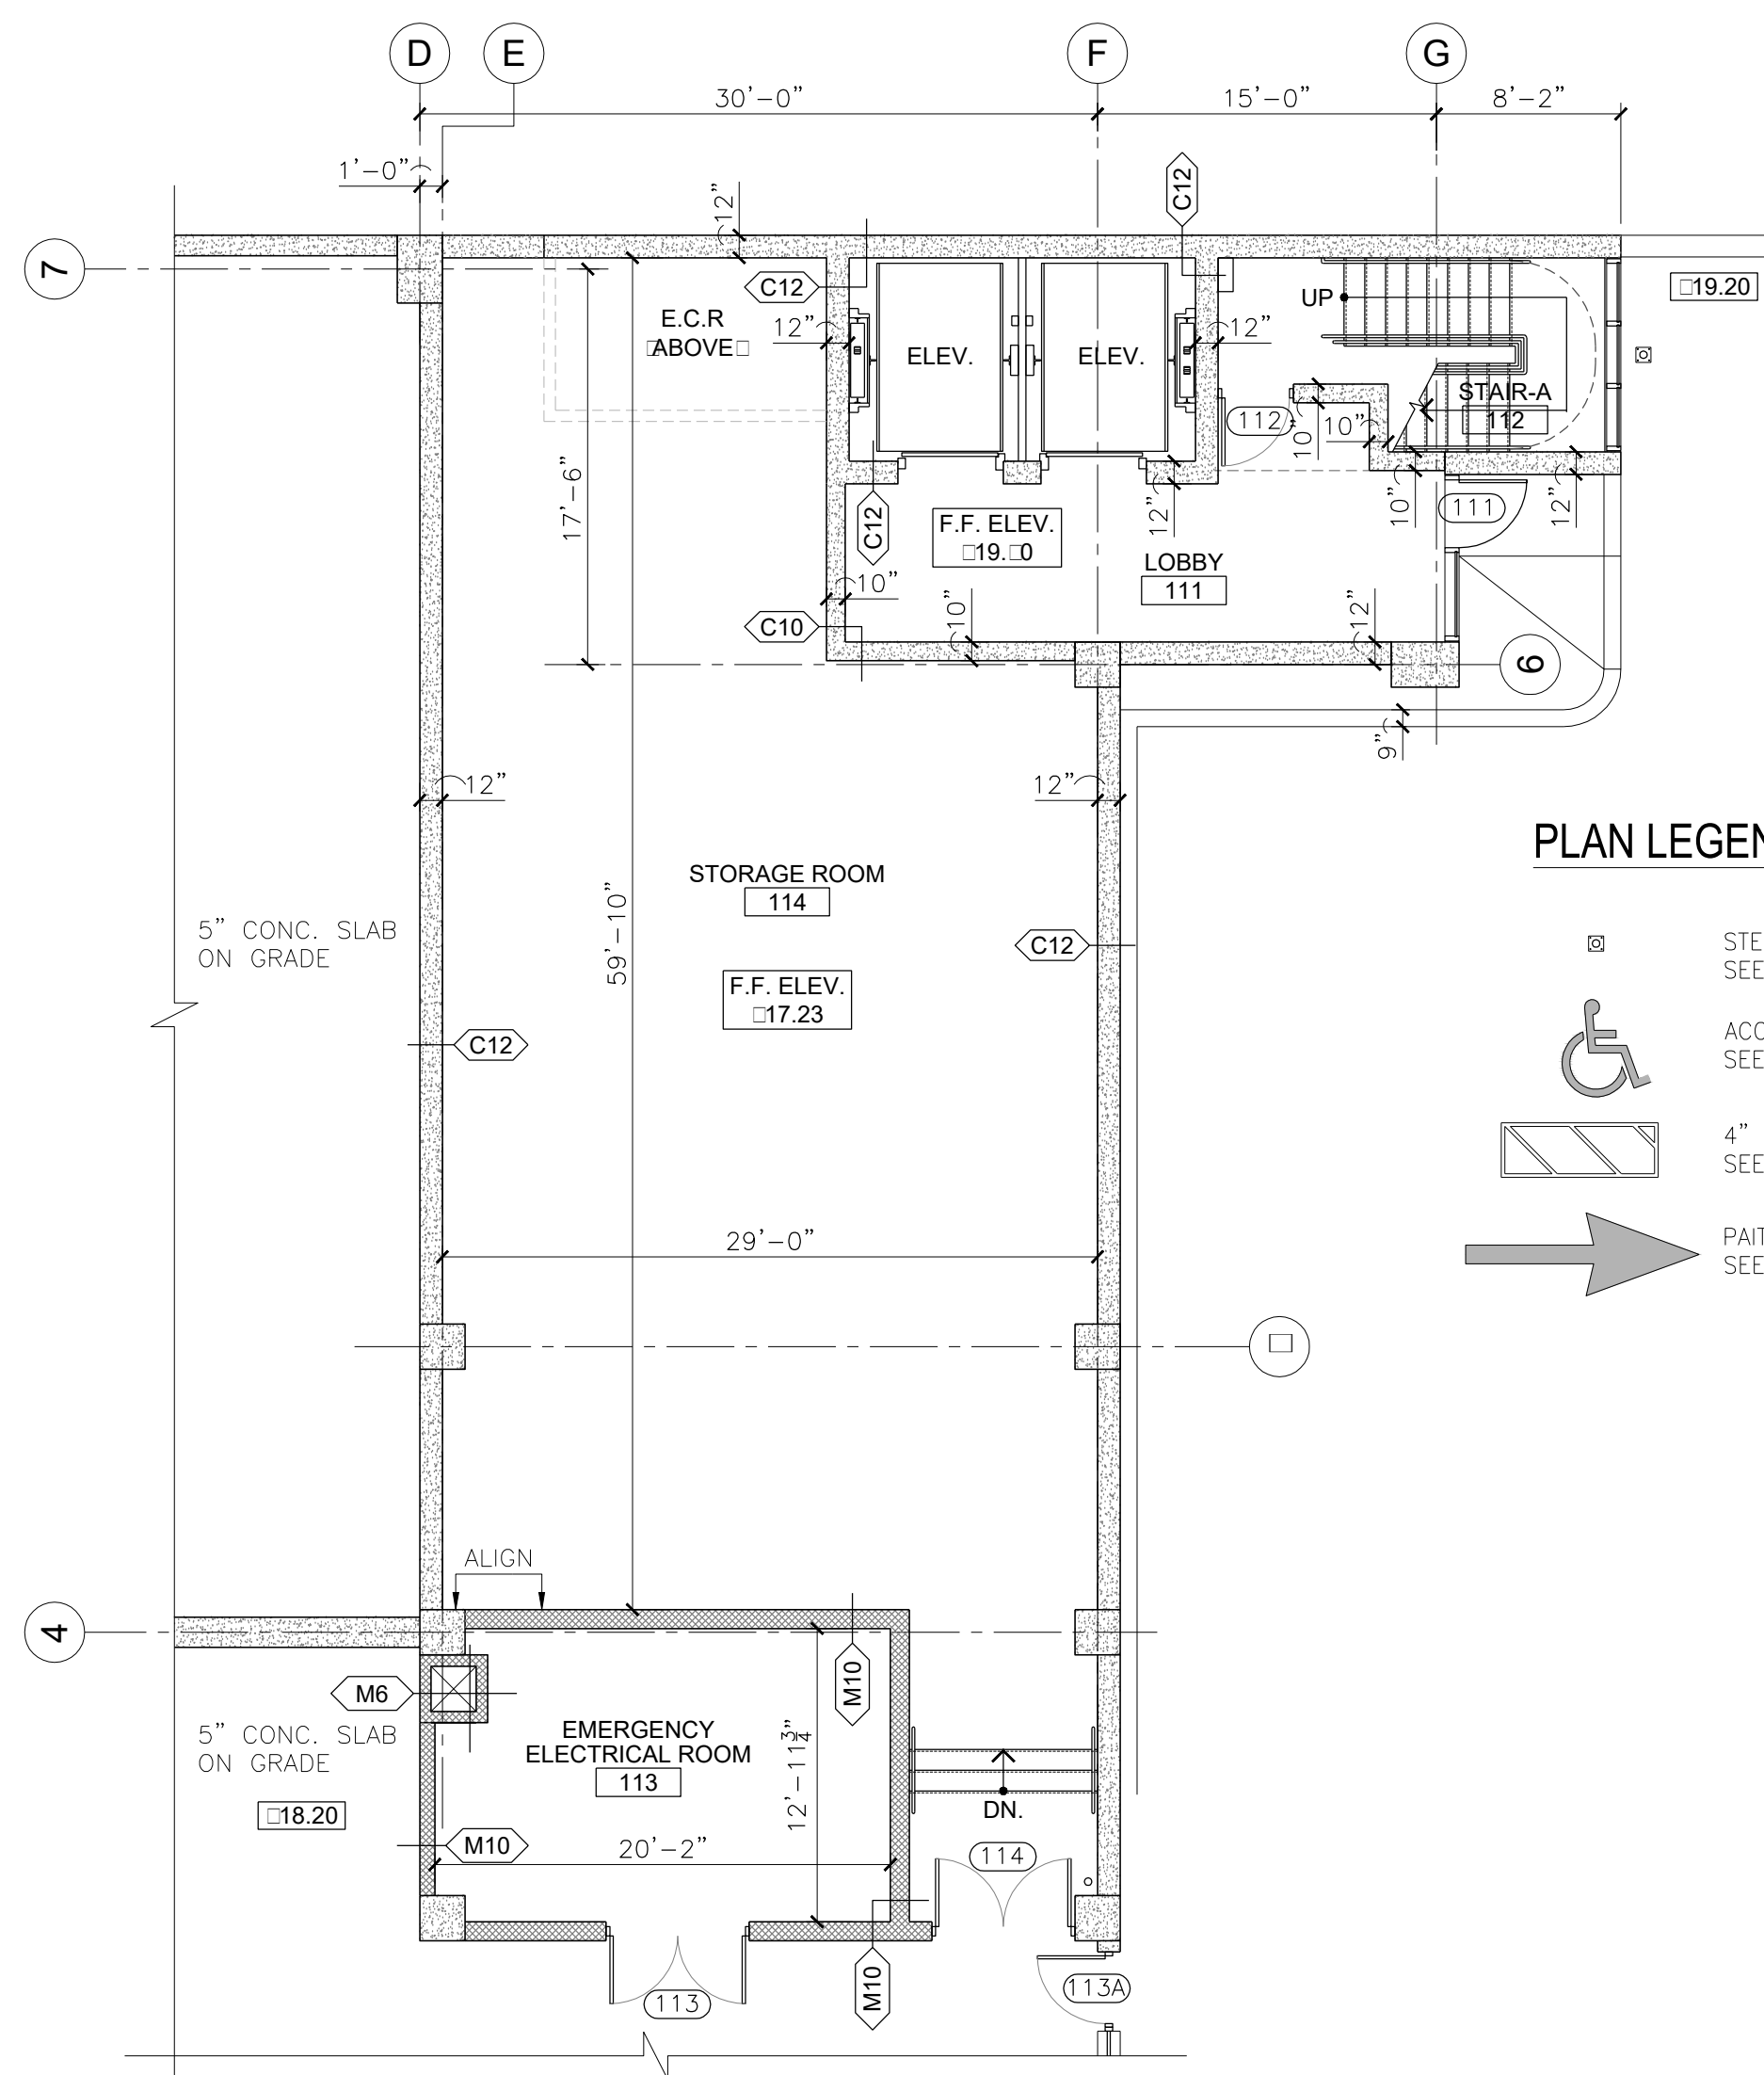 D E F G
30'-0" 15'-0" 8'-2"
1'-0"
12"
C12
7
□19.20
C12
E.C.R
□ABOVE□
UP
12"
12"
ELEV.
ELEV.
STAIR-A
112
112
10"
10"
17'-6"
C12
12"
10"
111
12"
F.F. ELEV.
□19.□0
LOBBY
111
10"
C10
10"
12"
6
9"
12"
12"
PLAN LEGEN
STORAGE ROOM
114
59'-10"
5" CONC. SLAB
ON GRADE
C12
STE
SEE
F.F. ELEV.
□17.23
C12
ACC
SEE
4"
SEE
29'-0"
PAIT
SEE
□
ALIGN
4
M6
M10
5" CONC. SLAB
ON GRADE
EMERGENCY
ELECTRICAL ROOM
113
12'-11¾"
□18.20
DN.
M10
20'-2"
114
M10
113
113A